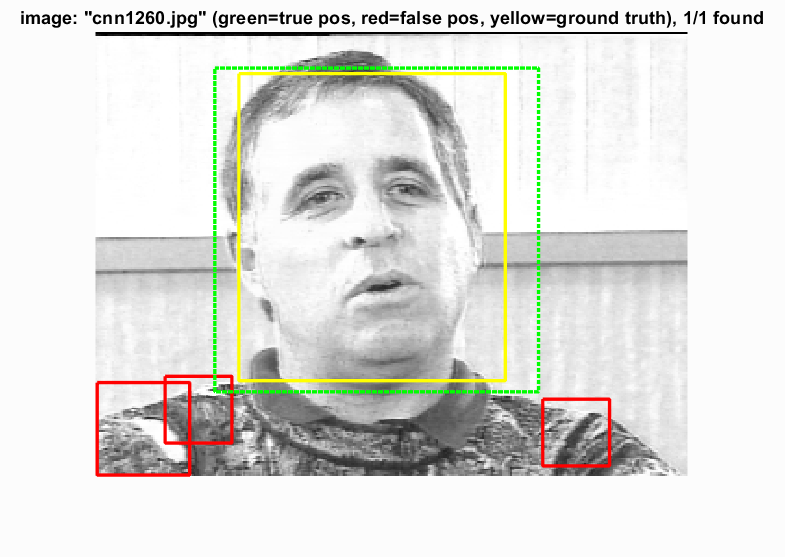 image: "cnn1260.jpg" (green=true pos, red=false pos, yellow=ground truth), 1/1 found